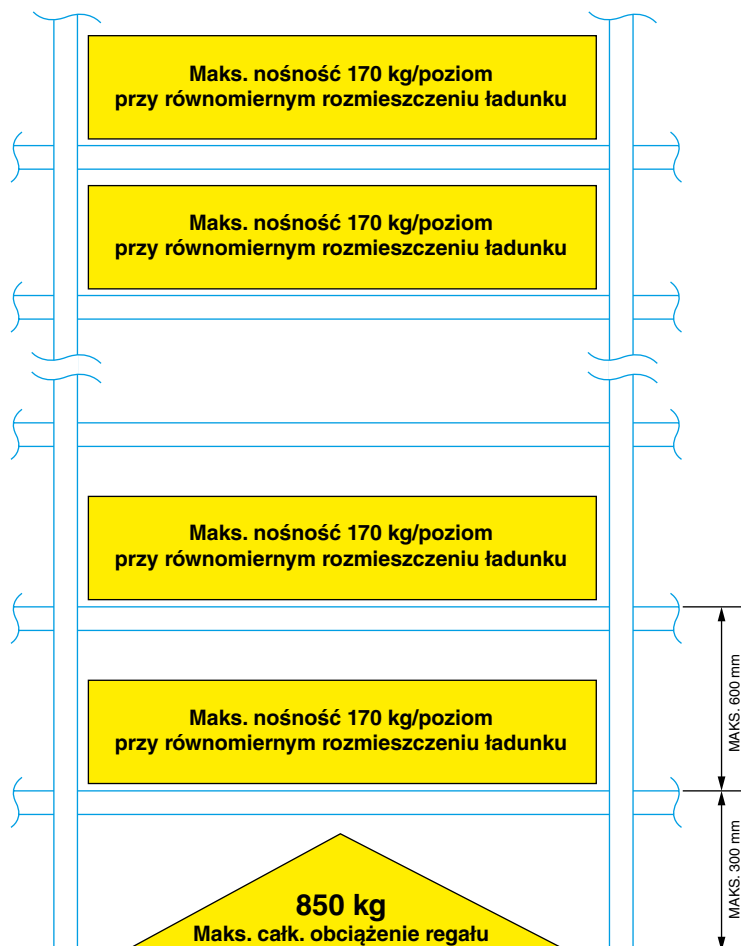 Maks. nośność 170 kg/poziom
przy równomiernym rozmieszczeniu ładunku
Maks. nośność 170 kg/poziom
przy równomiernym rozmieszczeniu ładunku
Maks. nośność 170 kg/poziom
przy równomiernym rozmieszczeniu ładunku
MAKS. 600 mm
Maks. nośność 170 kg/poziom
przy równomiernym rozmieszczeniu ładunku
MAKS. 300 mm
850 kg
Maks. całk. obciążenie regału